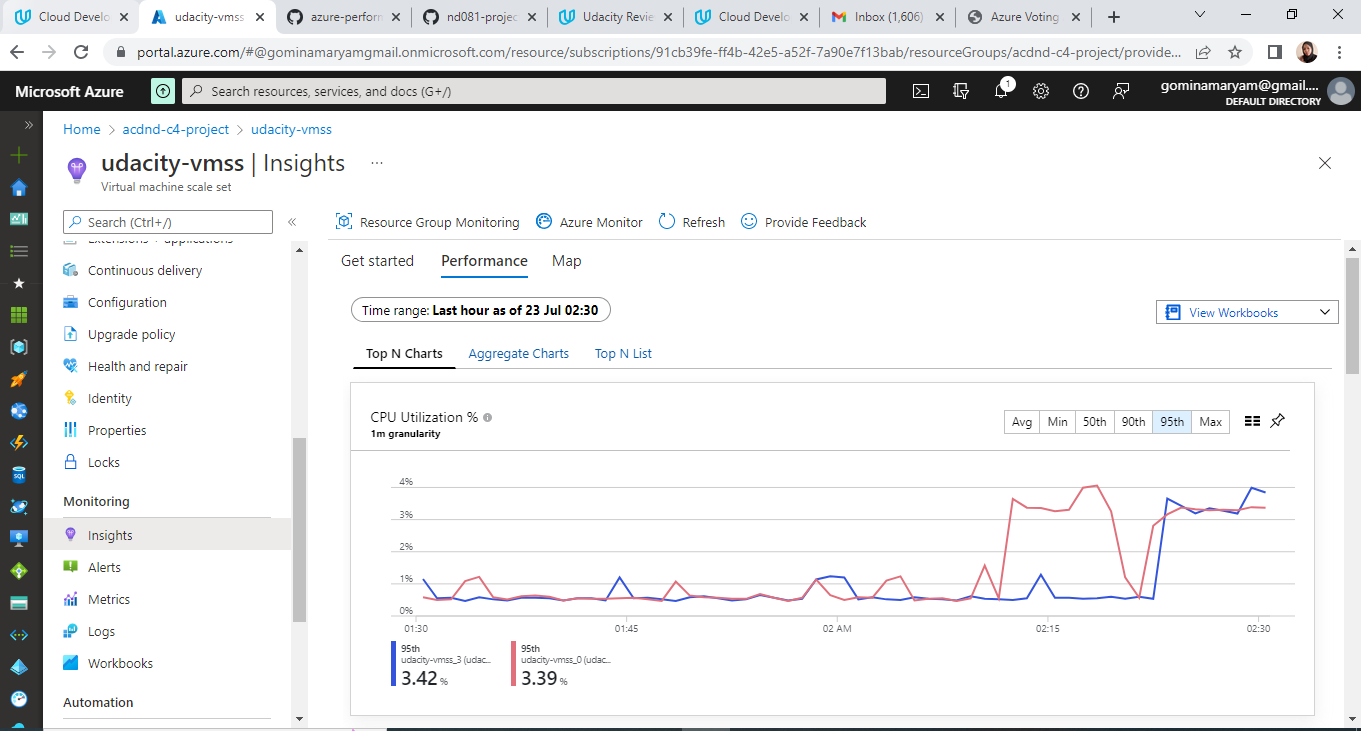 Cloud Develo
udacity-vmss
azure-perform
nd081-projec
Udacity Revie
Cloud Develo
Inbox (1,606)
Azure Voting
portal.azure.com/#@gominamaryamgmail.onmicrosoft.com/resource/subscriptions/91cb39fe-ff4b-42e5-a52f-7a90e7f13bab/resourceGroups/acdnd-c4-project/provide...
Microsoft Azure
Search resources, services, and docs (G+/)
1
gominamaryam@gmail....
DEFAULT DIRECTORY
Home > acdnd-c4-project > udacity-vmss
udacity-vmss | Insights ...
Virtual machine scale set
Search (Ctrl+/)
Resource Group Monitoring
Azure Monitor
Refresh
Provide Feedback
Extensions + applications
Continuous delivery
Configuration
Upgrade policy
Health and repair
Identity
Properties
Locks
Monitoring
Insights
Alerts
Metrics
Logs
Workbooks
Automation
SQL
Get started
Performance
Map
Time range: Last hour as of 23 Jul 02:30
View Workbooks
Top N Charts
Aggregate Charts
Top N List
CPU Utilization %
1m granularity
Avg Min 50th 90th 95th Max
4%
3%
2%
1%
0%
01:30 01:45 02 AM 02:15 02:30
95th
udacity-vmss_3 (udac...
3.42 %
95th
udacity-vmss_0 (udac...
3.39 %